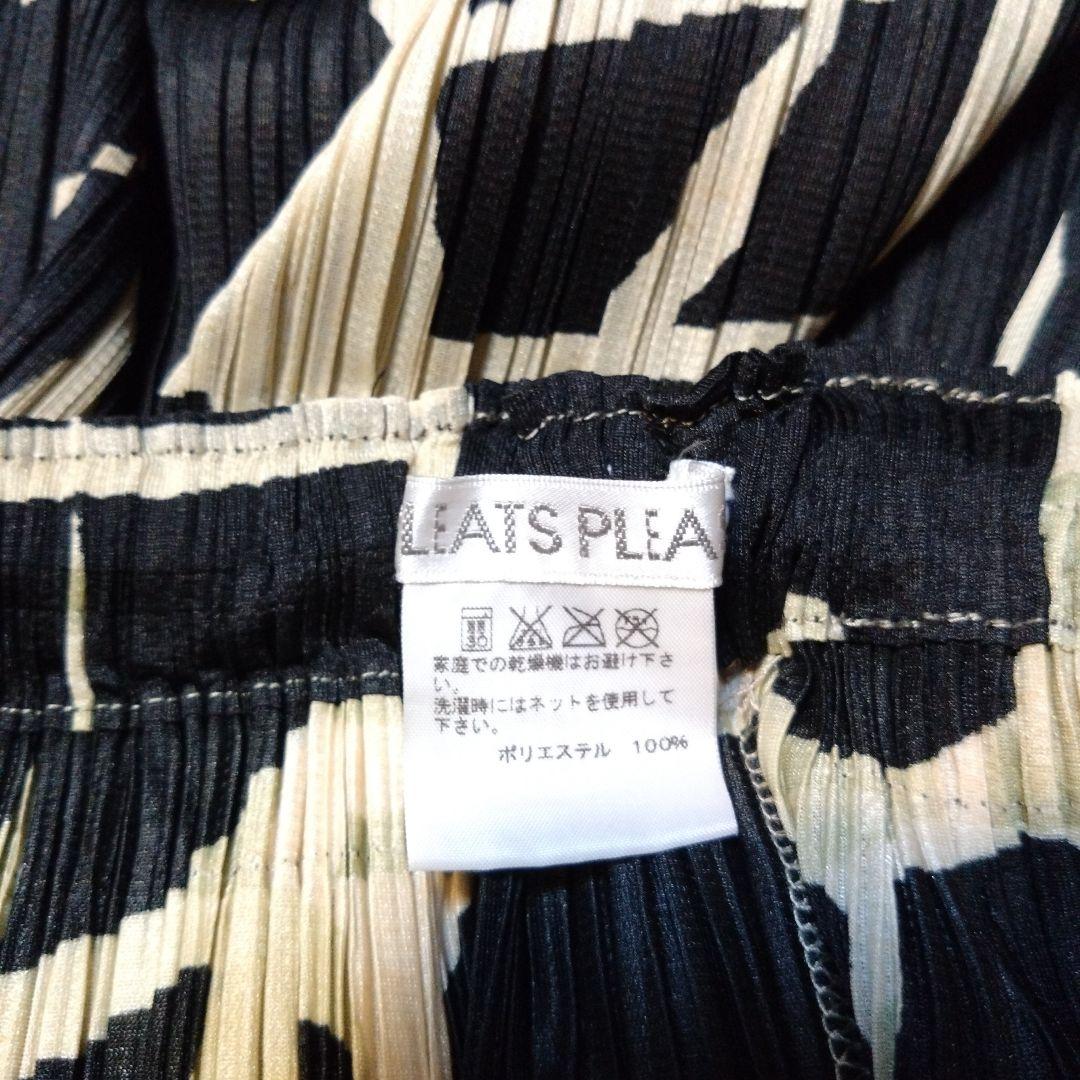 LEATS PLEA
30
家庭での乾燥機はお避け下さ
い。
洗濯時にはネットを使用して
下さい。
ポリエステル 100%